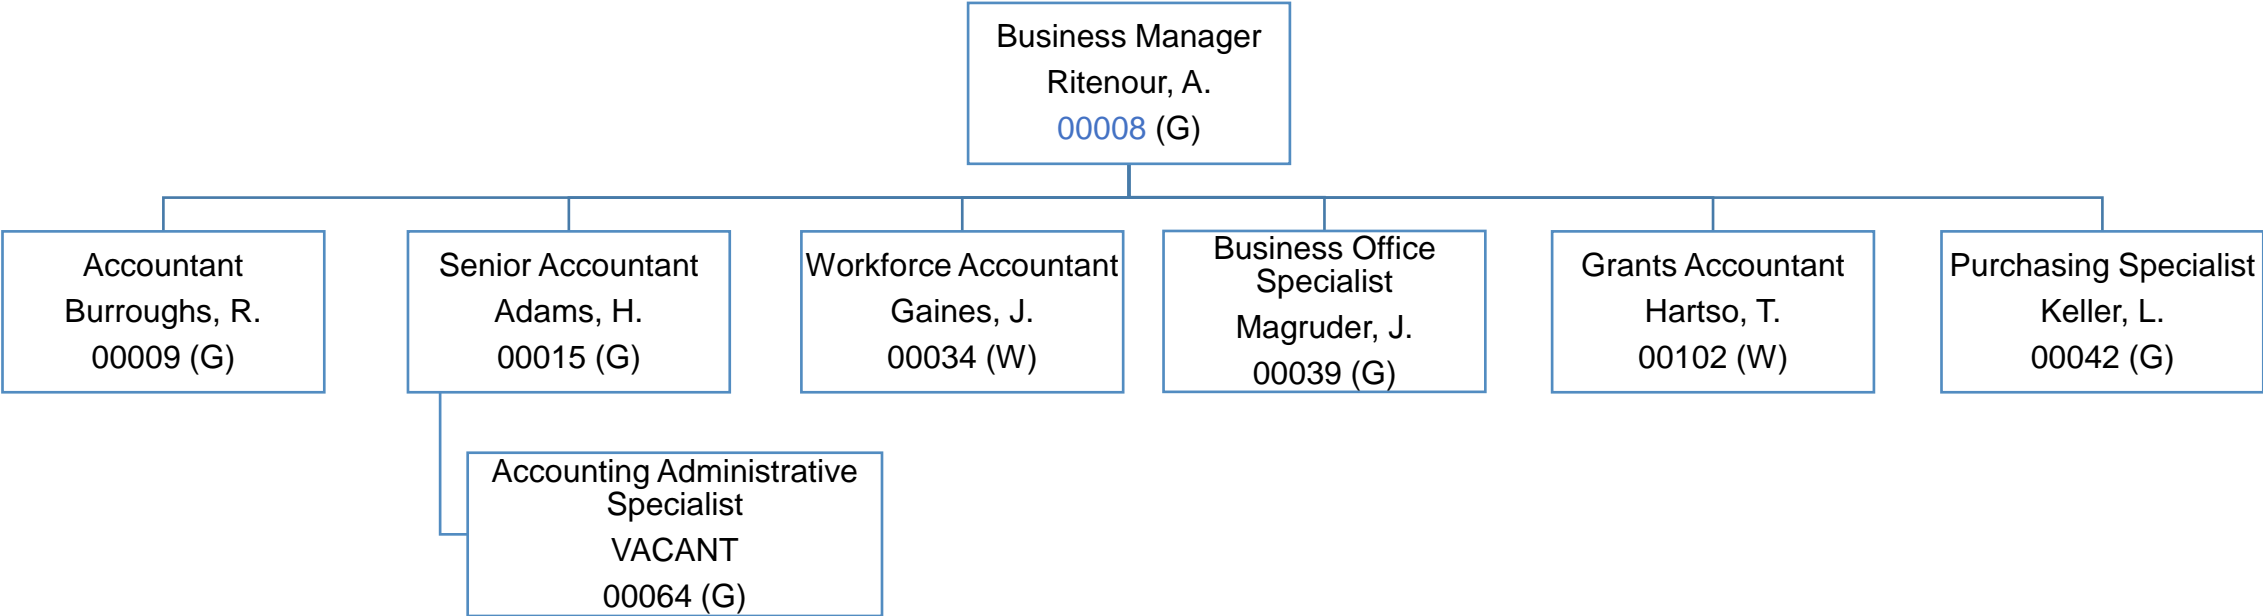 Business Manager
Ritenour, A.
00008 (G)
Accountant
Burroughs, R.
00009 (G)
Senior Accountant
Adams, H.
00015 (G)
Workforce Accountant
Gaines, J.
00034 (W)
Business Office
Specialist
Magruder, J.
00039 (G)
Grants Accountant
Hartso, T.
00102 (W)
Purchasing Specialist
Keller, L.
00042 (G)
Accounting Administrative
Specialist
VACANT
00064 (G)